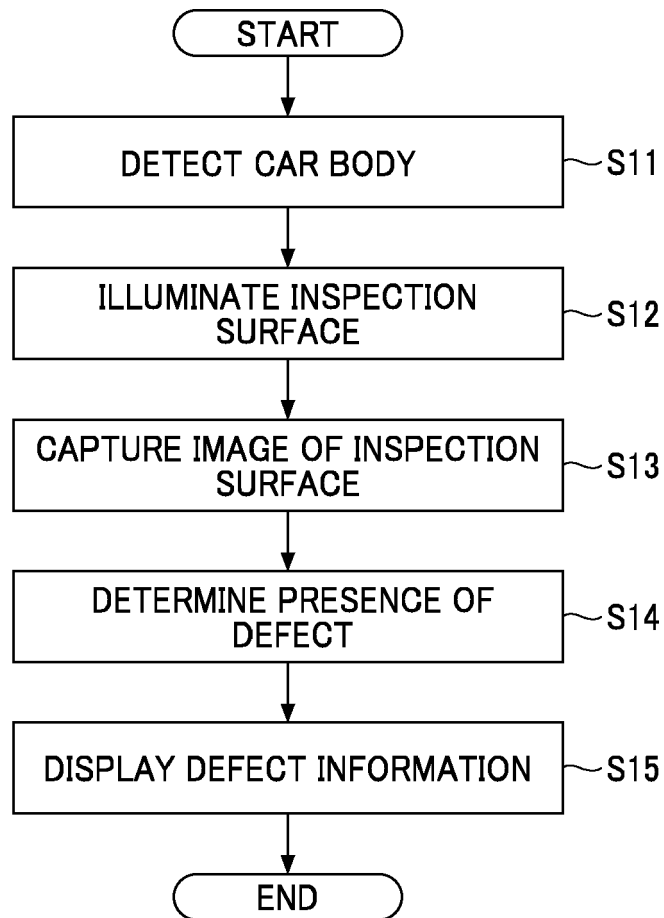 START
DETECT CAR BODY
S11
ILLUMINATE INSPECTION
SURFACE
S12
CAPTURE IMAGE OF INSPECTION
SURFACE
S13
DETERMINE PRESENCE OF
DEFECT
S14
DISPLAY DEFECT INFORMATION
S15
END